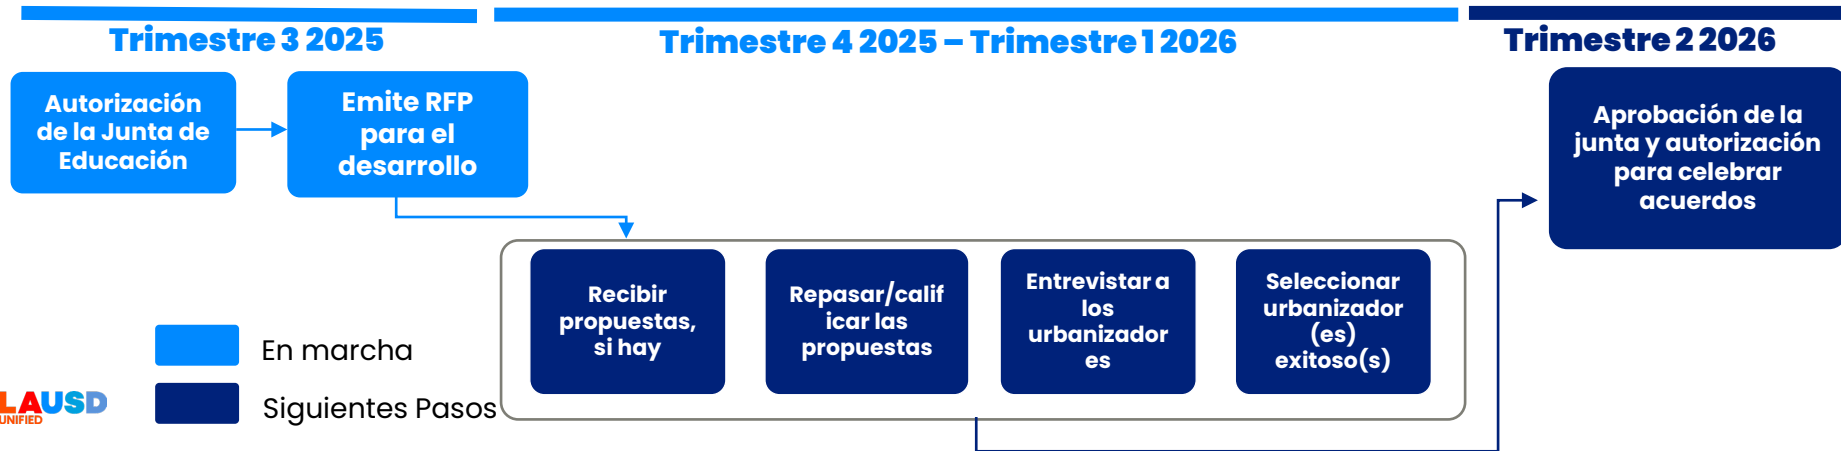 Trimestre 3 2025
Trimestre 4 2025 – Trimestre 1 2026
Trimestre 2 2026
Autorización
de la Junta de
Educación
Emite RFP
para el
desarrollo
Aprobación de la
junta y autorización
para celebrar
acuerdos
Recibir
propuestas,
si hay
Repasar/calif
icar las
propuestas
Entrevistar a
los
urbanizador
es
Seleccionar
urbanizador
(es)
exitoso(s)
En marcha
Siguientes Pasos
LAUSD
UNIFIED